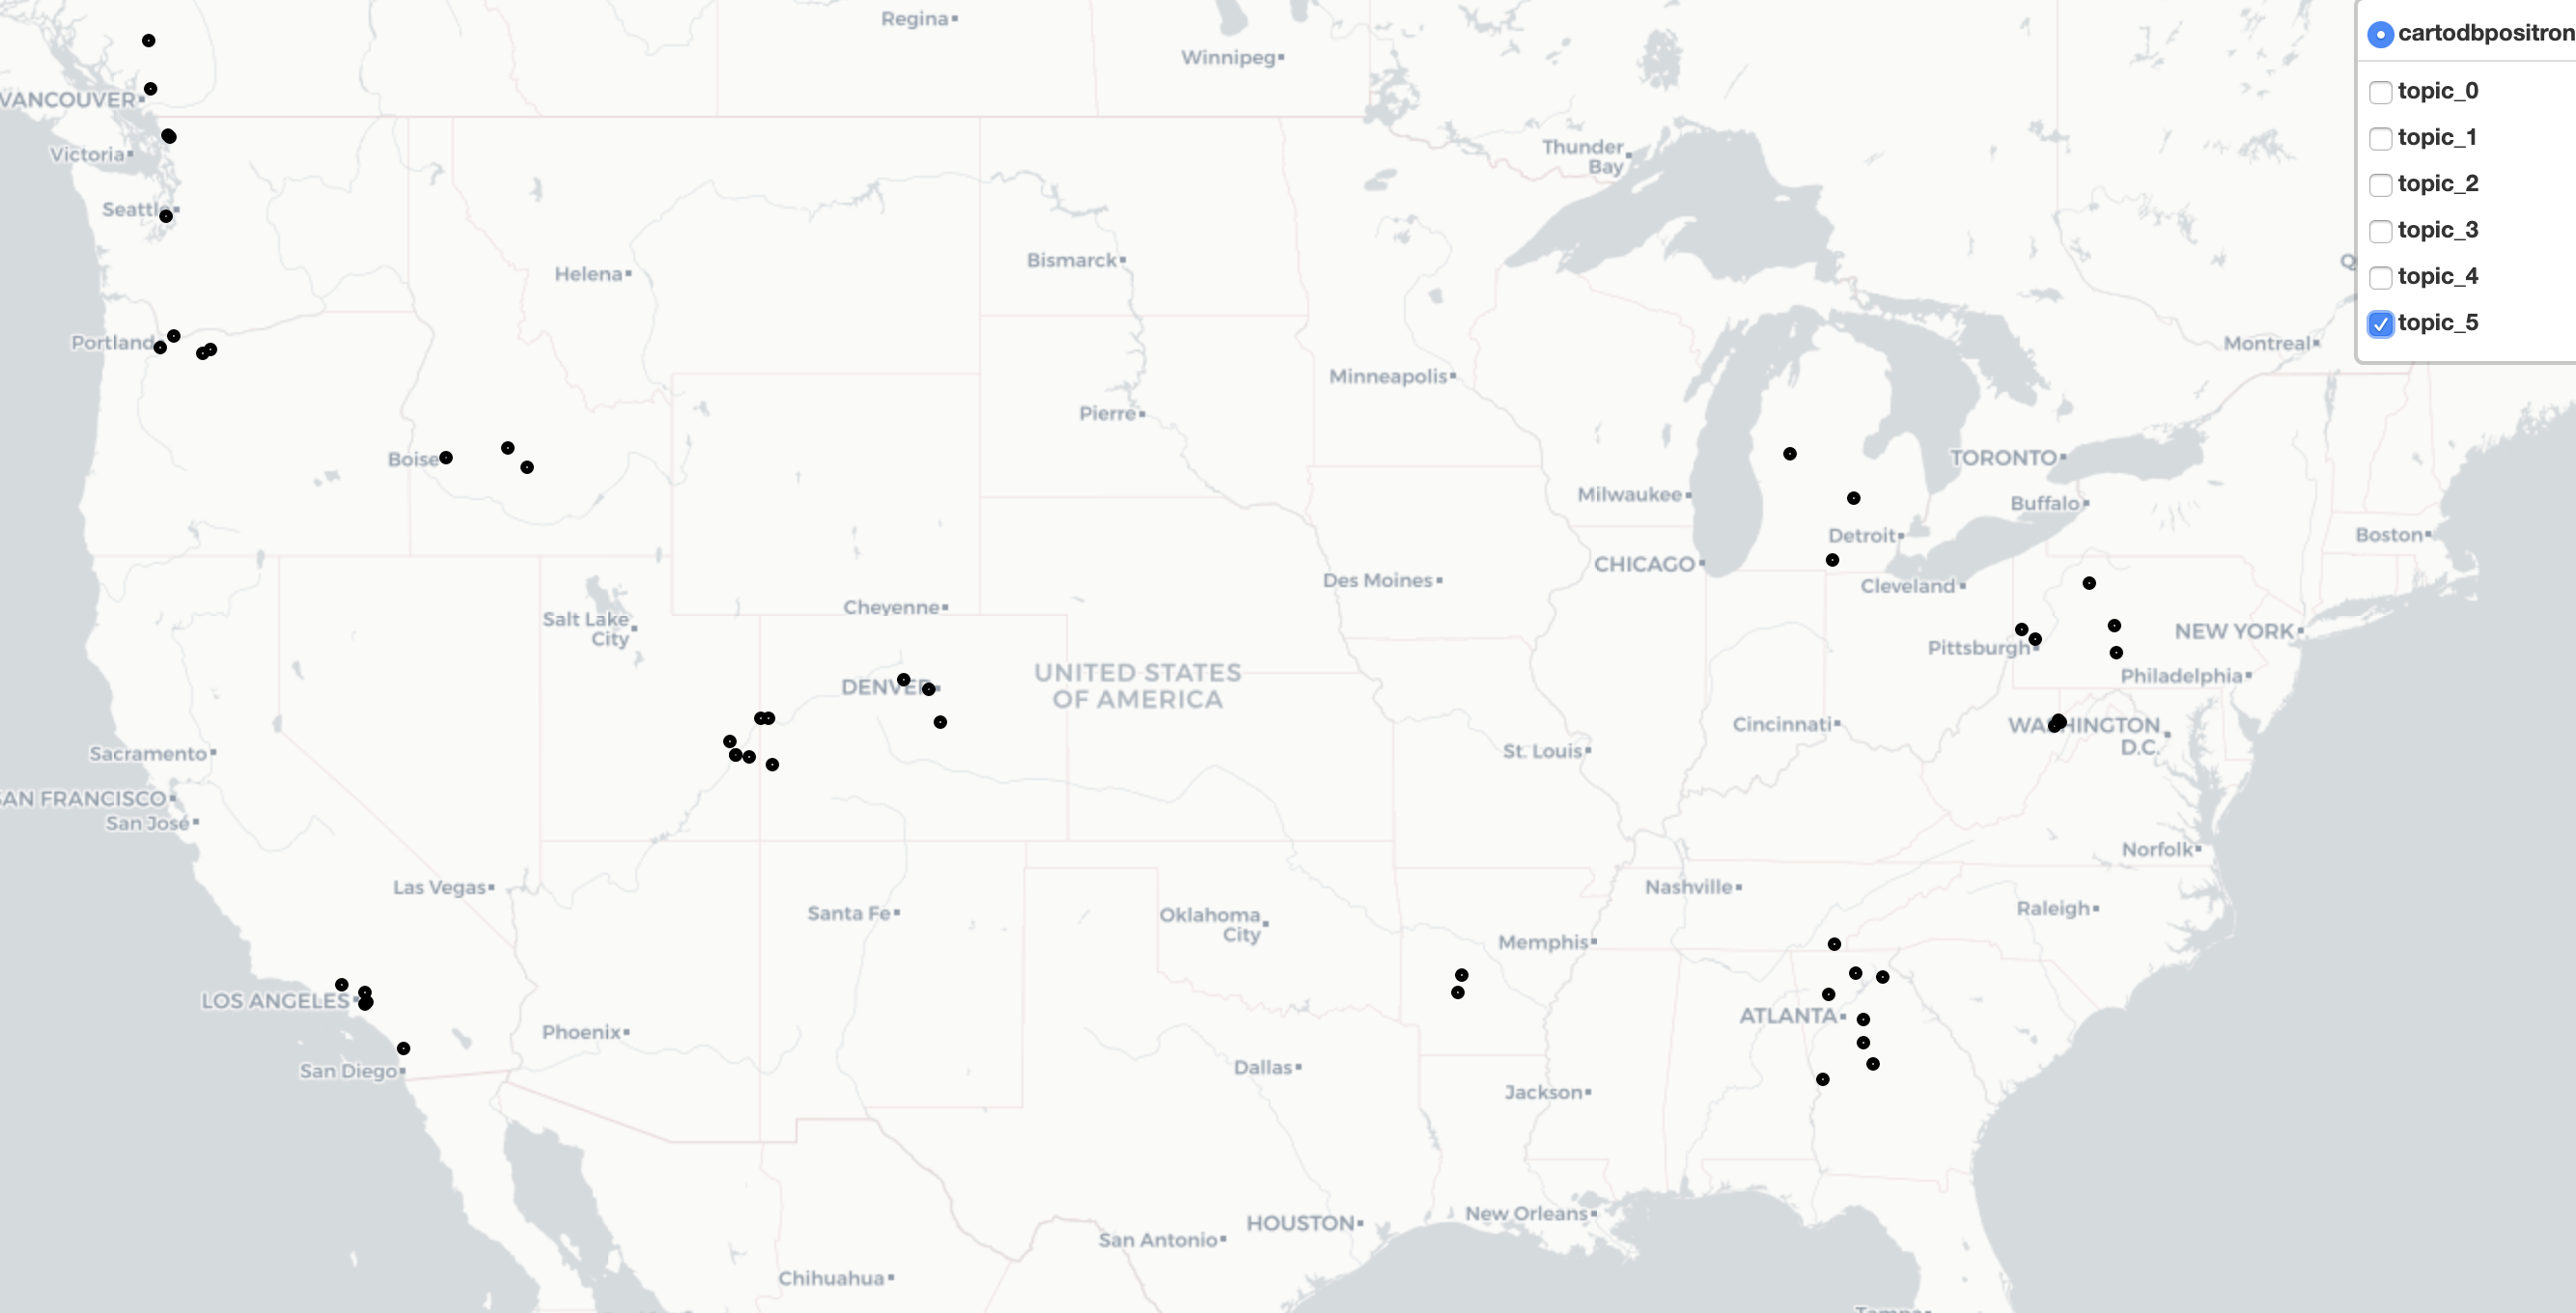 Regina
Winnipeg
cartodbpositron
topic_0
topic_1
topic_2
topic_3
topic_4
topic_5
VANCOUVER
Victoria
Thunder
Bay
Seattle
Helena
Bismarck
Q
Portland
Montreal
Minneapolis
Pierre
TORONTO
Boise
Milwaukee
Buffalo
Detroit
Boston
CHICAGO
Des Moines
Cleveland
Cheyenne
Salt Lake
City
NEW YORK
Pittsburgh
UNITED STATES
OF AMERICA
Philadelphia
DENVER
WASHINGTON
D.C.
Cincinnati
St. Louis
Sacramento
SAN FRANCISCO
San José
Norfolk
Las Vegas
Nashville
Santa Fe
Raleigh
Oklahoma
City
Memphis
LOS ANGELES
ATLANTA
Phoenix
San Diego
Dallas
Jackson
New Orleans
HOUSTON
San Antonio
Chihuahua
Tampa